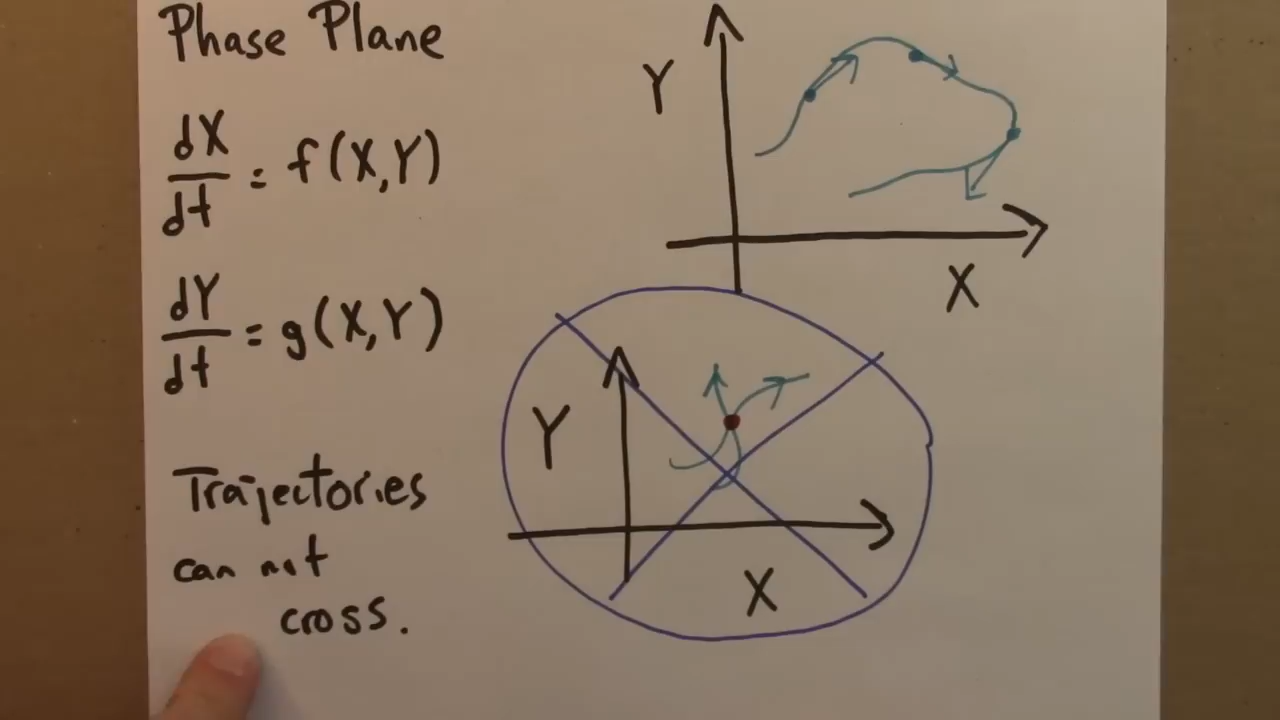 Phase Plane
dX/dt = f(X,Y)
dY/dt = g(X,Y)
Trajectories
can not
cross.
Y
X
Y
X